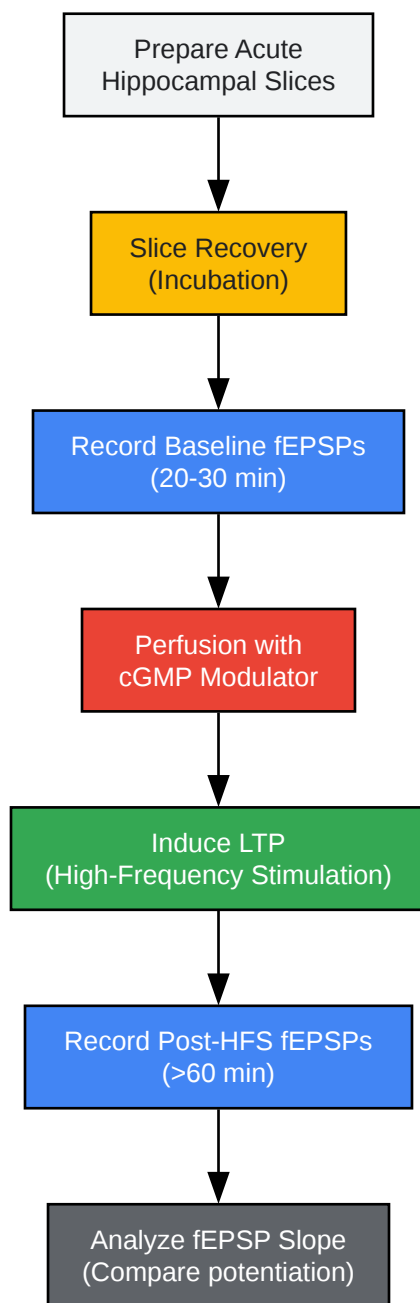 Prepare Acute
Hippocampal Slices
Slice Recovery
(Incubation)
Record Baseline fEPSPs
(20-30 min)
Perfusion with
cGMP Modulator
Induce LTP
(High-Frequency Stimulation)
Record Post-HFS fEPSPs
(>60 min)
Analyze fEPSP Slope
(Compare potentiation)